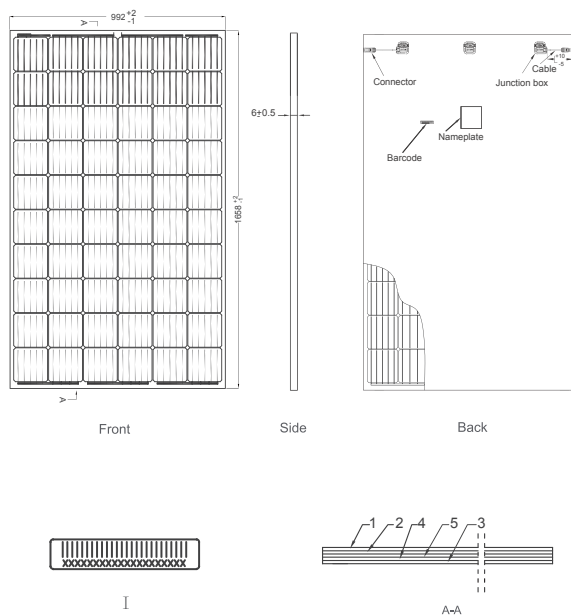 A
992 +2 -1
1658 +2 -1
A
Front
6±0.5
Side
Connector
Cable
+10 -5
Junction box
Nameplate
Barcode
Back
I
1 2 4 5 3
A-A